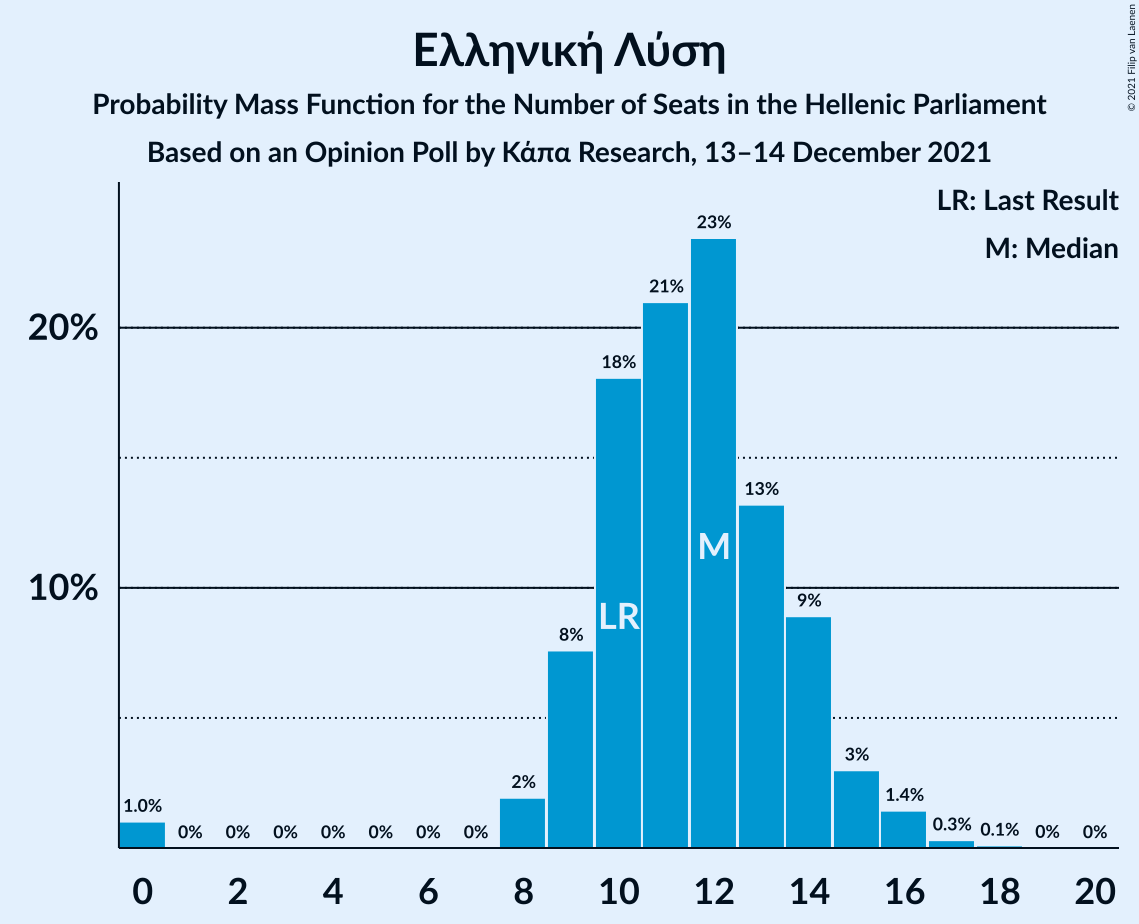 © 2021 Filip van Laenen
Ελληνική Λύση
Probability Mass Function for the Number of Seats in the Hellenic Parliament
Based on an Opinion Poll by Κάπα Research, 13–14 December 2021
LR: Last Result
M: Median
23%
21%
20%
18%
13%
M
10%
9%
LR
8%
3%
2%
1.4%
1.0%
0% 0% 0% 0% 0% 0% 0%
0.3% 0.1% 0% 0%
0 2 4 6 8 10 12 14 16 18 20